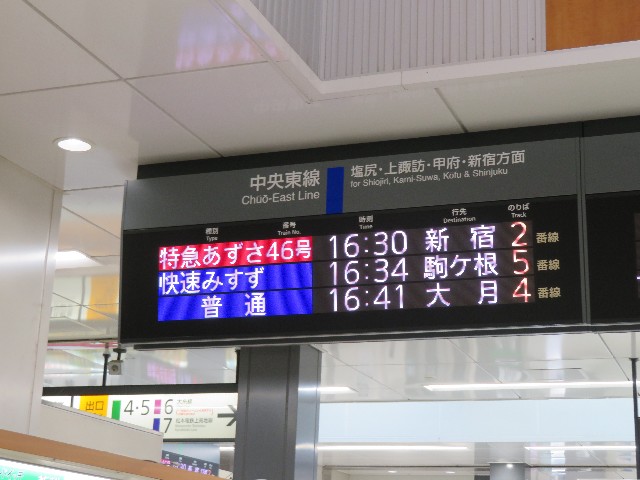 中央東線 塩尻・上諏訪・甲府・新宿方面
Chūō-East Line for Shiojiri, Kami-Suwa, Kofu & Shinjuku
種別 番号 時刻 行先 のりば
Type Train No. Time Destination Track
特急あずさ46号 16:30 新宿 2番線
快速みすず 16:34 駒ケ根 5番線
普通 16:41 大月 4番線
出口 4・5 6
7